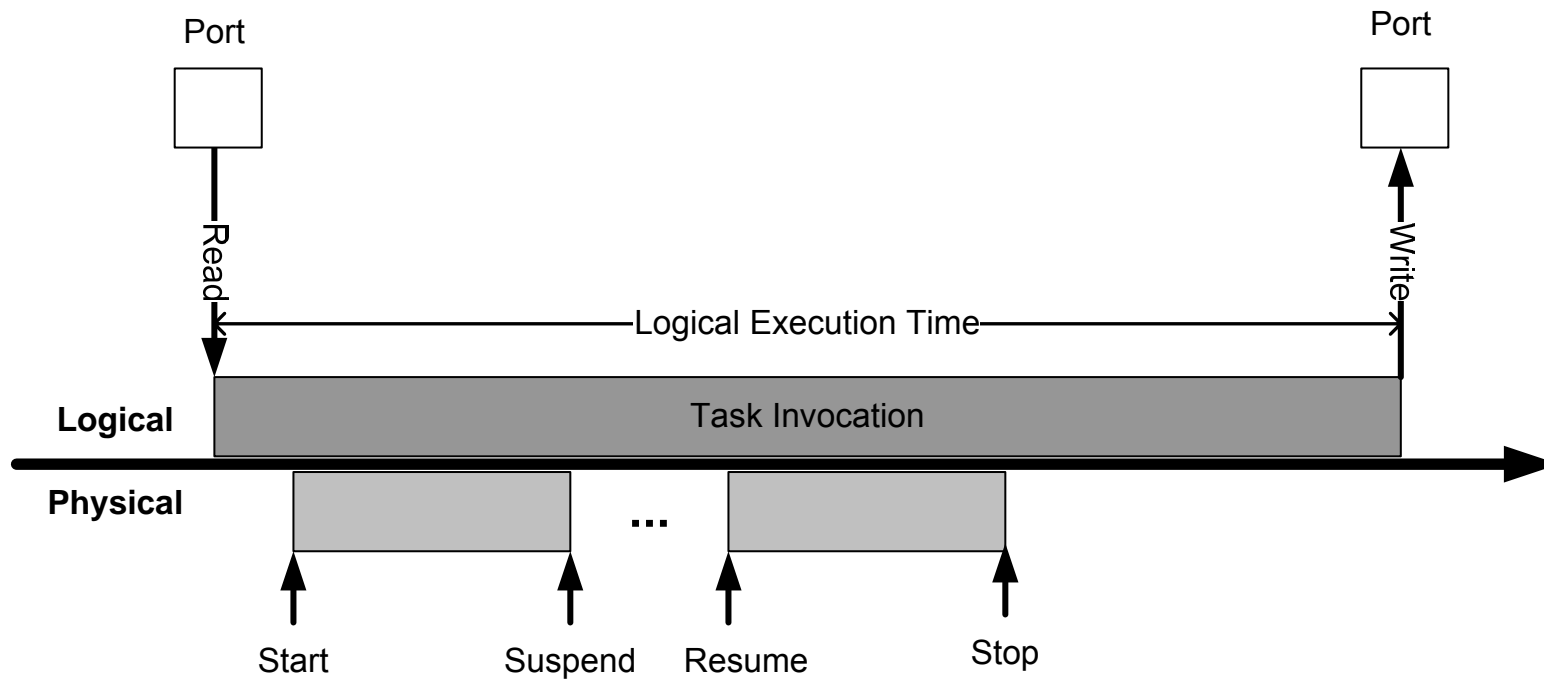 Port
Port
Read
Write
Logical Execution Time
Logical
Task Invocation
Physical
...
Start
Suspend
Resume
Stop